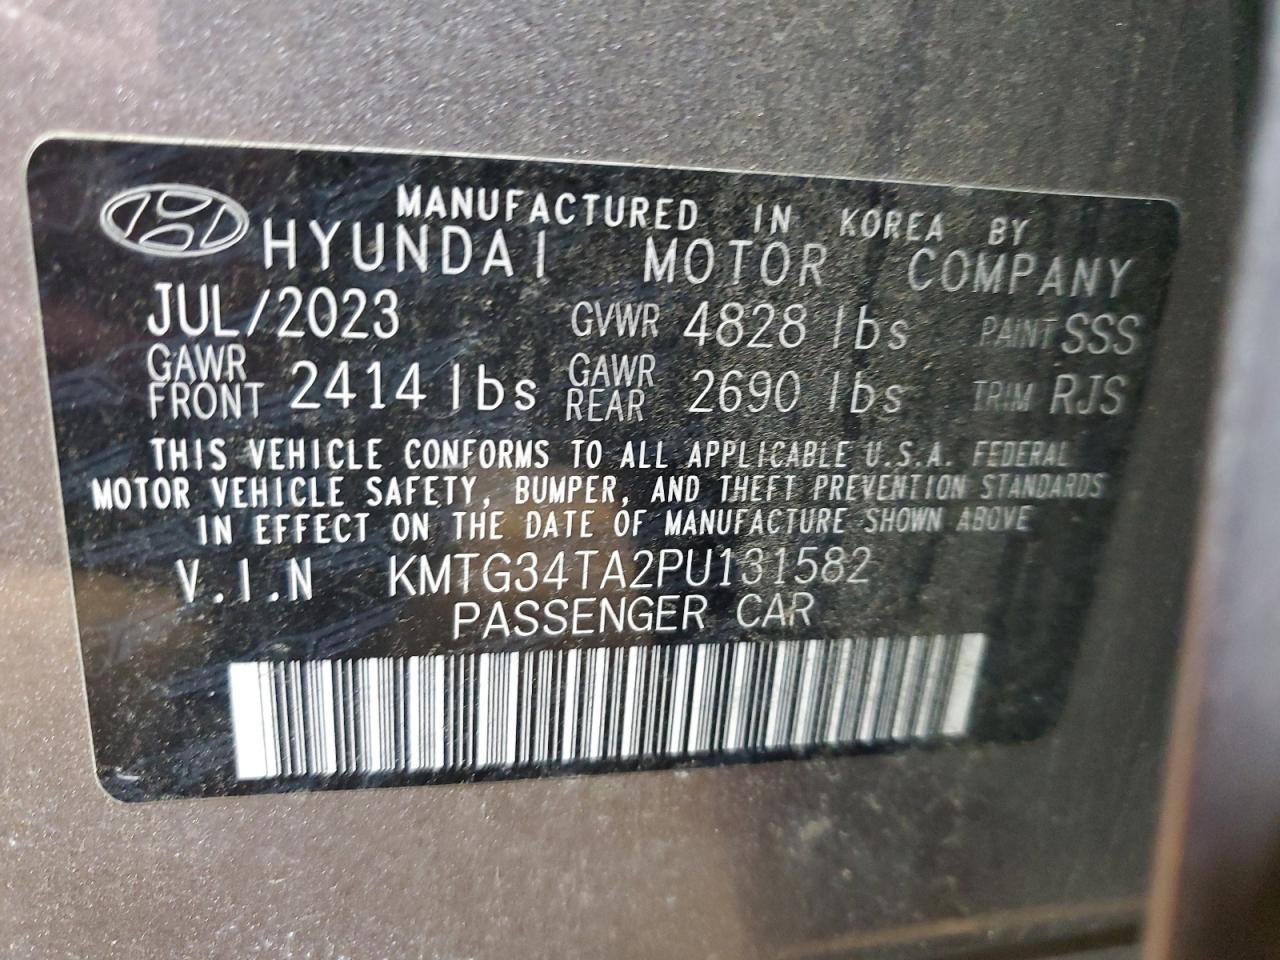 MANUFACTURED IN KOREA BY
HYUNDAI MOTOR COMPANY
JUL/2023 GVWR 4828 lbs PAINT SSS
GAWR FRONT 2414 lbs GAWR REAR 2690 lbs TRIM RJS
THIS VEHICLE CONFORMS TO ALL APPLICABLE U.S.A. FEDERAL
MOTOR VEHICLE SAFETY, BUMPER, AND THEFT PREVENTION STANDARDS
IN EFFECT ON THE DATE OF MANUFACTURE SHOWN ABOVE
V.I.N KMTG34TA2PU131582
PASSENGER CAR